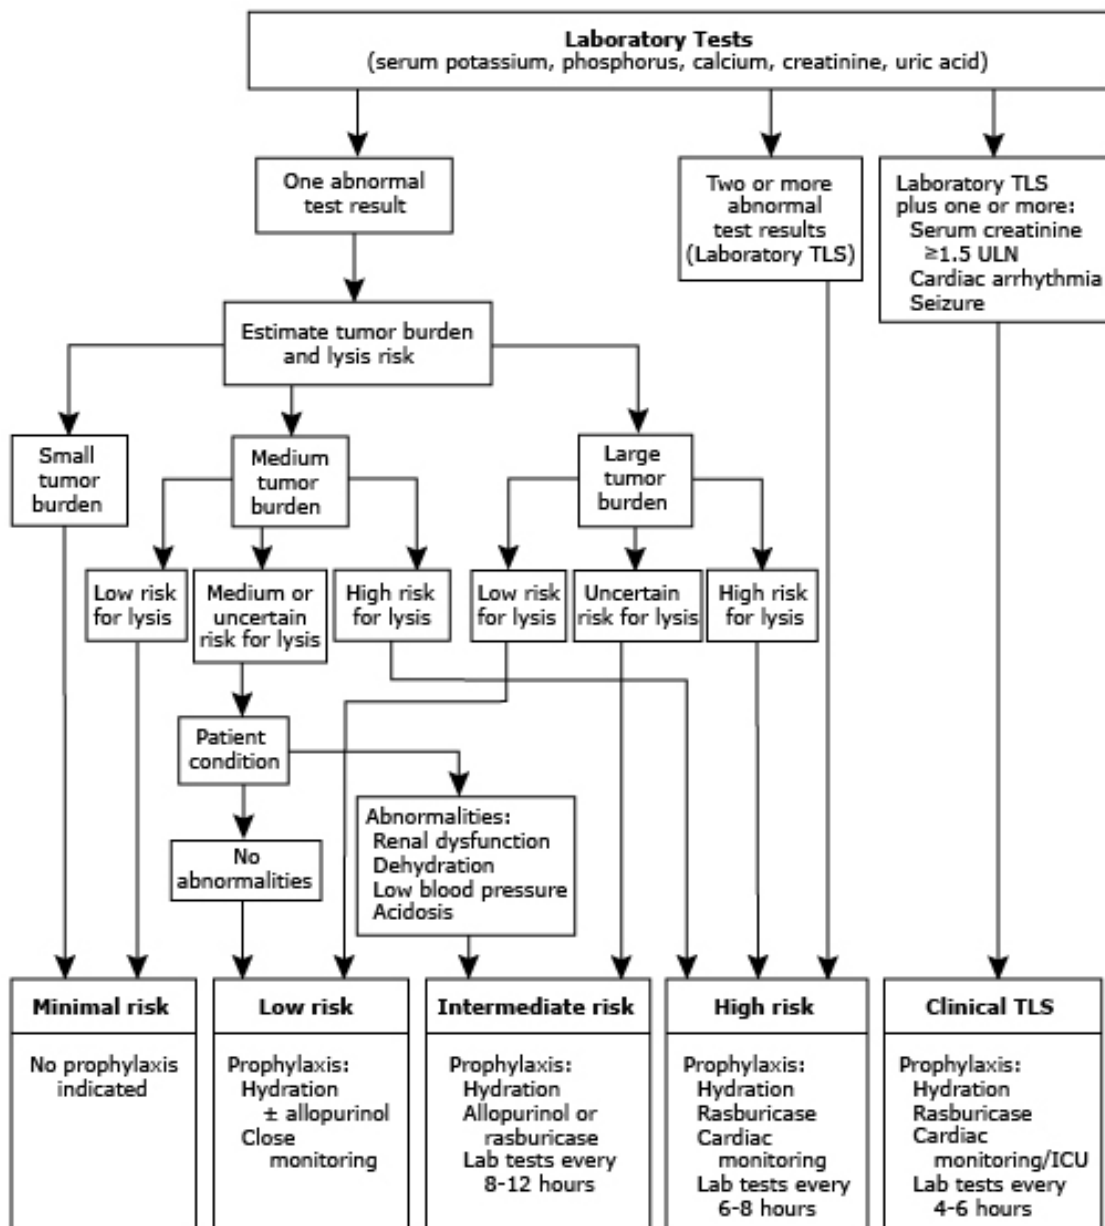 Laboratory Tests
(serum potassium, phosphorus, calcium, creatinine, uric acid)
One abnormal
test result
Two or more
abnormal
test results
(Laboratory TLS)
Laboratory TLS
plus one or more:
Serum creatinine
≥1.5 ULN
Cardiac arrhythmia
Seizure
Estimate tumor burden
and lysis risk
Small
tumor
burden
Medium
tumor
burden
Large
tumor
burden
Low risk
for lysis
Medium or
uncertain
risk for lysis
High risk
for lysis
Low risk
for lysis
Uncertain
risk for lysis
High risk
for lysis
Patient
condition
No
abnormalities
Abnormalities:
Renal dysfunction
Dehydration
Low blood pressure
Acidosis
Minimal risk
No prophylaxis
indicated
Low risk
Prophylaxis:
Hydration
± allopurinol
Close
monitoring
Intermediate risk
Prophylaxis:
Hydration
Allopurinol or
rasburicase
Lab tests every
8-12 hours
High risk
Prophylaxis:
Hydration
Rasburicase
Cardiac
monitoring
Lab tests every
6-8 hours
Clinical TLS
Prophylaxis:
Hydration
Rasburicase
Cardiac
monitoring/ICU
Lab tests every
4-6 hours